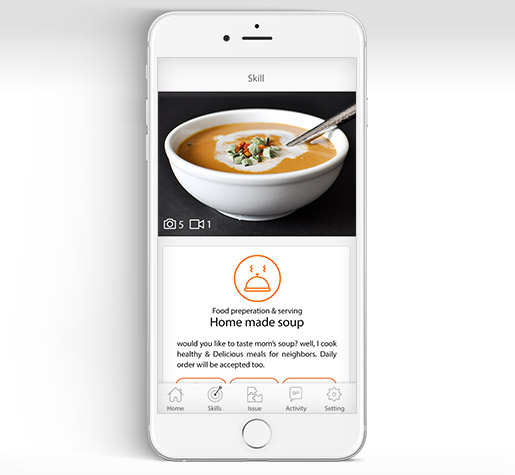 Skill
5 1
Food preperation & serving
Home made soup
would you like to taste mom's soup? well, I cook
healthy & Delicious meals for neighbors. Daily
order will be accepted too.
Home Skills Issue Activity Setting